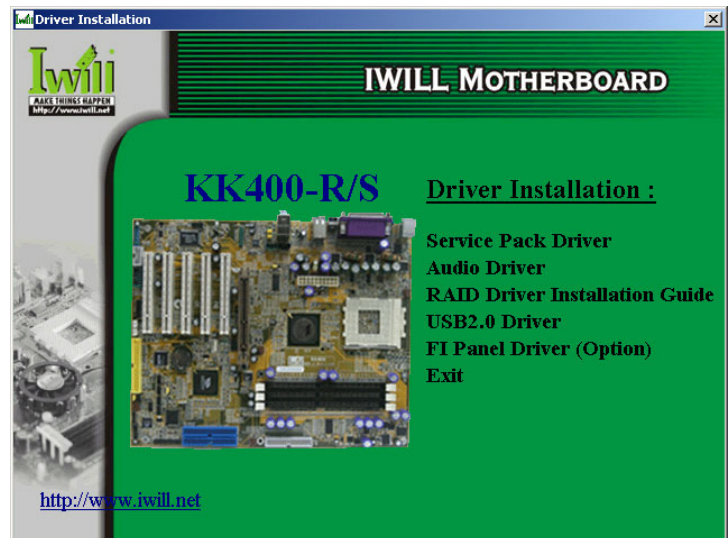 Driver Installation
Iwill
MAKE THINGS HAPPEN
http://www.iwill.net
IWILL MOTHERBOARD
KK400-R/S
Driver Installation :
Service Pack Driver
Audio Driver
RAID Driver Installation Guide
USB2.0 Driver
FI Panel Driver (Option)
Exit
http://www.iwill.net